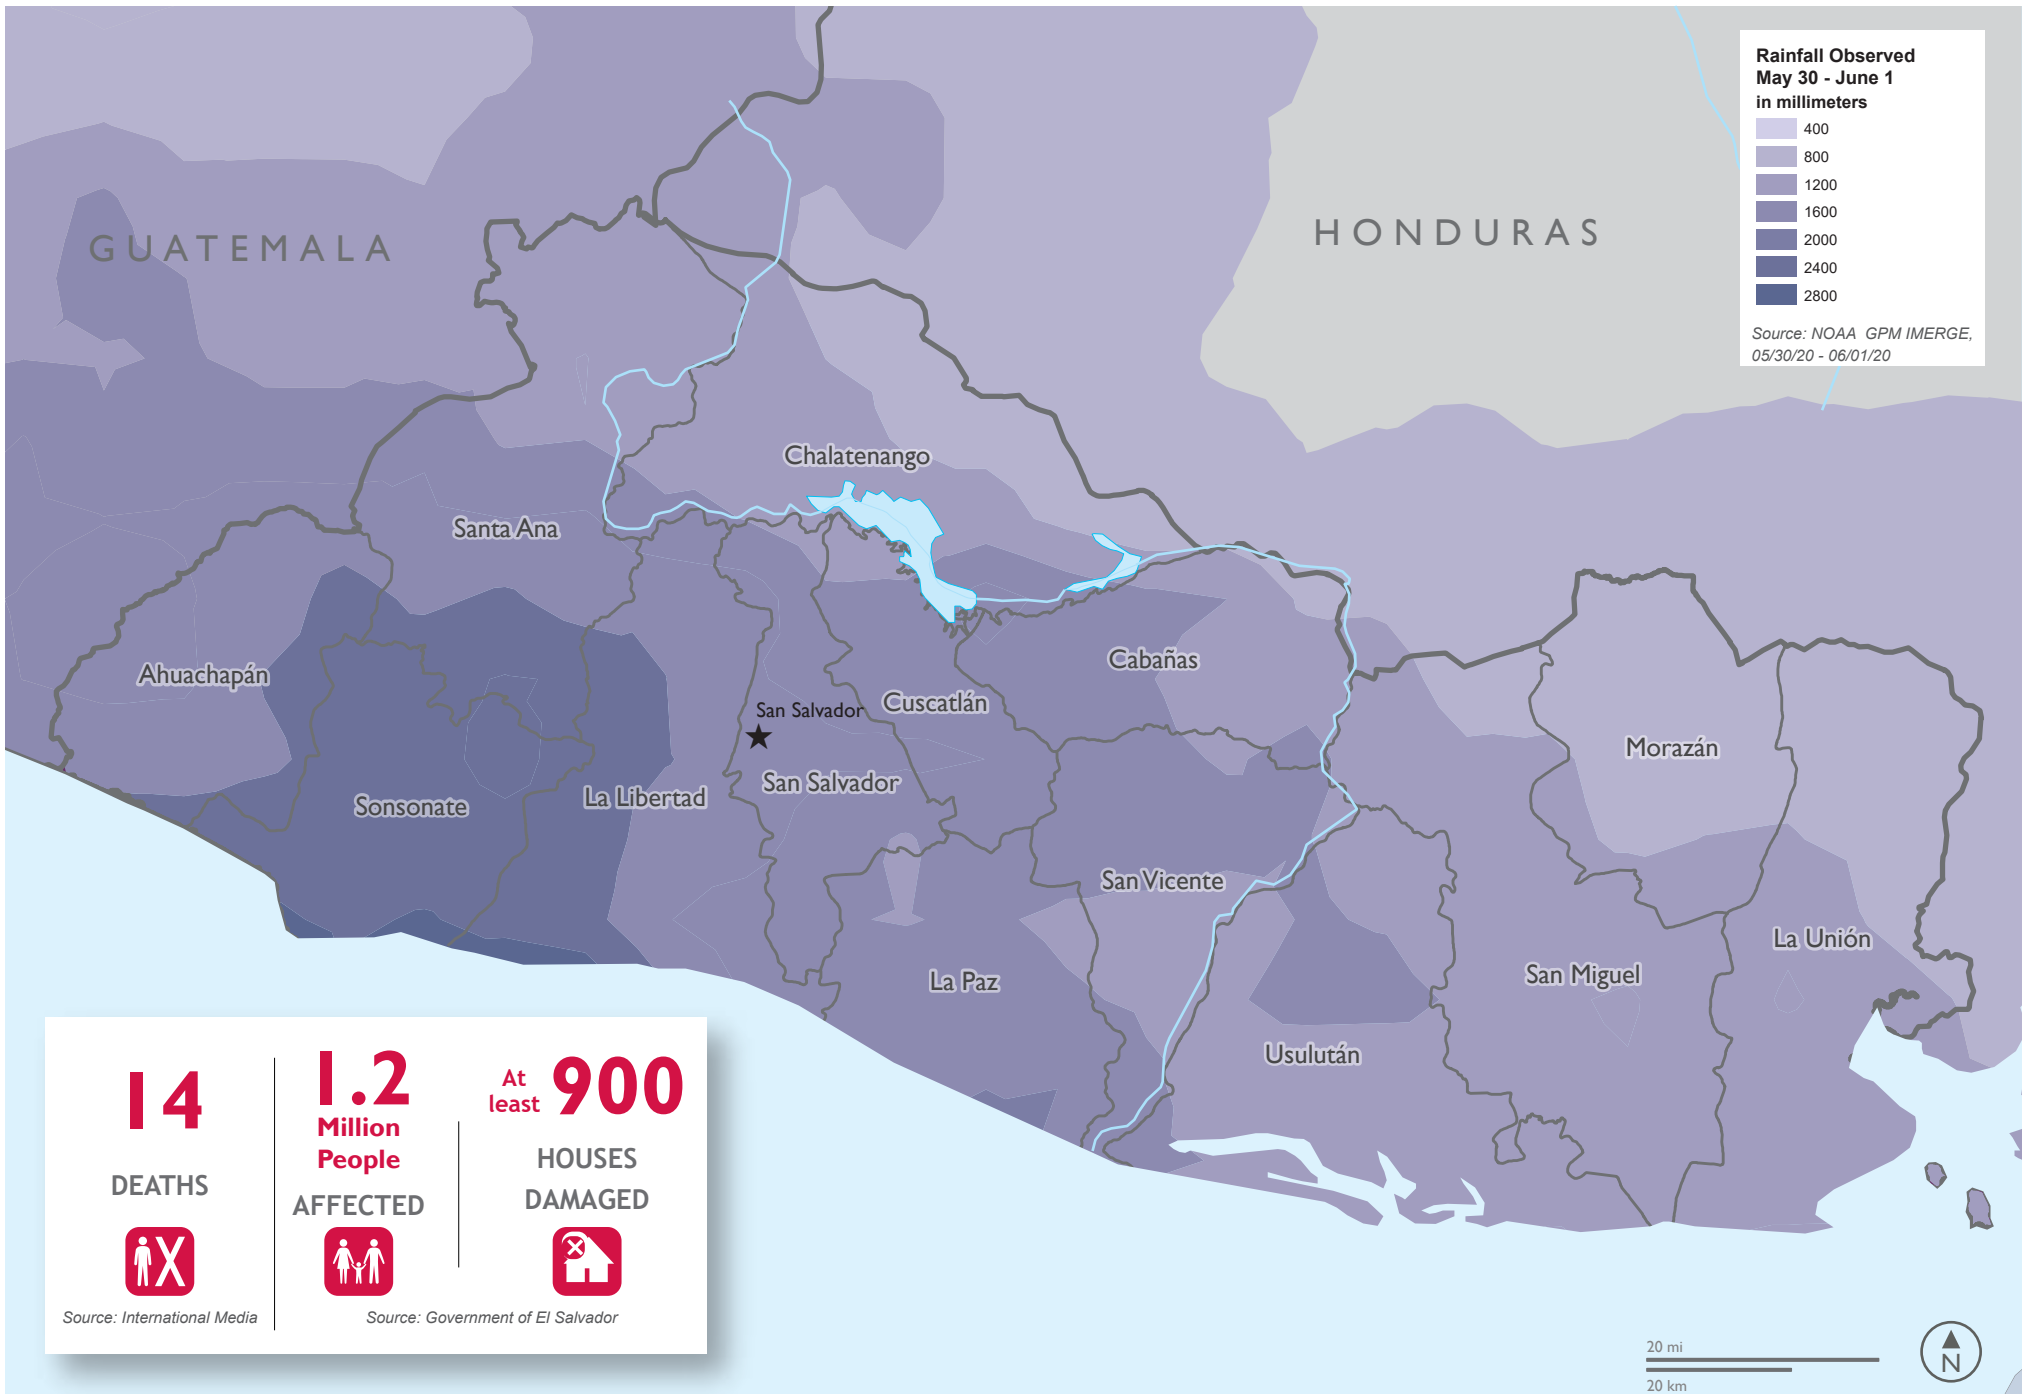 Rainfall Observed
May 30 - June 1
in millimeters
400
800
1200
1600
2000
2400
2800
Source: NOAA GPM IMERGE,
05/30/20 - 06/01/20
GUATEMALA
HONDURAS
Chalatenango
Santa Ana
Ahuachapán
Cabañas
Cuscatlán
San Salvador
Morazán
San Salvador
La Libertad
Sonsonate
San Vicente
La Unión
San Miguel
La Paz
Usulután
14
DEATHS
Source: International Media
1.2
Million
People
AFFECTED
At
least
900
HOUSES
DAMAGED
Source: Government of El Salvador
20 mi
20 km
N